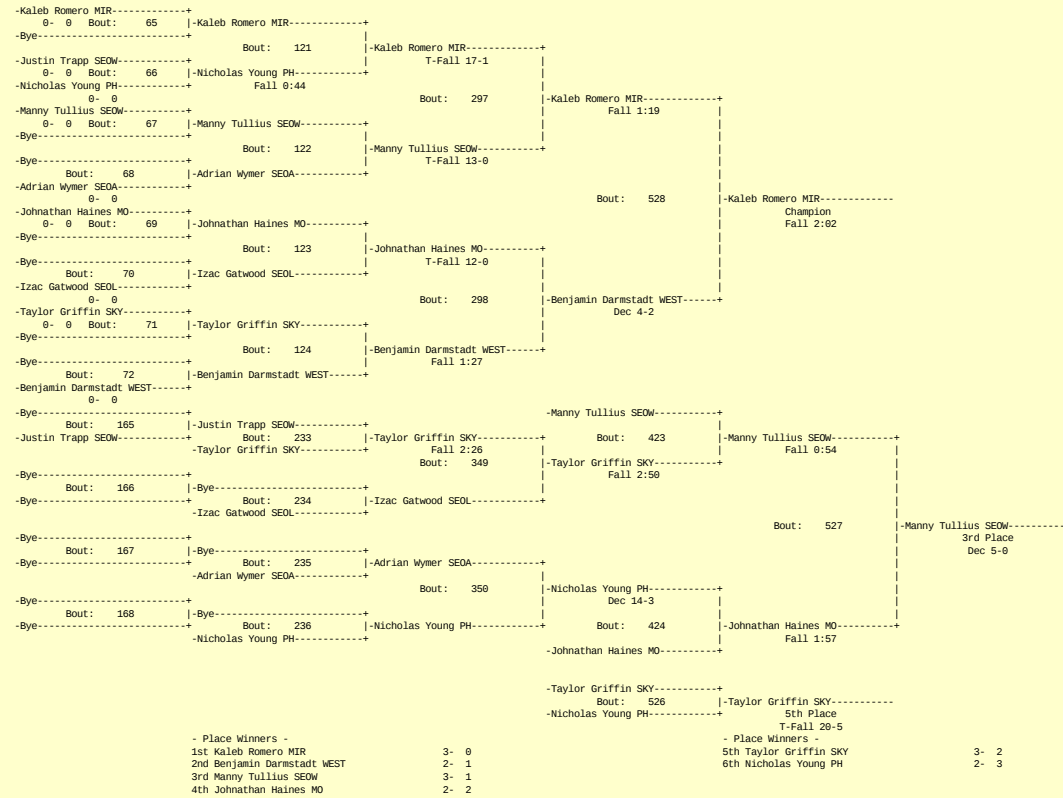 -Kaleb Romero MIR------------+
0-  0   Bout:     65      |-Kaleb Romero MIR-------------+
-Bye-------------------------+                              |
Bout:    121     |-Kaleb Romero MIR-------------+
-Justin Trapp SEOW-----------+                              |          T-Fall 17-1         |
0-  0   Bout:     66      |-Nicholas Young PH------------+                              |
-Nicholas Young PH-----------+           Fall 0:44                                         |
0-  0                                                     Bout:    297      |-Kaleb Romero MIR-------------+
-Manny Tullius SEOW----------+                                                             |          Fall 1:19           |
0-  0   Bout:     67      |-Manny Tullius SEOW-----------+                              |                              |
-Bye-------------------------+                              |                              |                              |
Bout:    122     |-Manny Tullius SEOW-----------+                              |
-Bye-------------------------+                              |          T-Fall 13-0                                        |
Bout:     68      |-Adrian Wymer SEOA------------+                                                             |
-Adrian Wymer SEOA-----------+                                                                                            |
0-  0                                                                                    Bout:    528      |-Kaleb Romero MIR-------------
-Johnathan Haines MO---------+                                                                                            |          Champion
0-  0   Bout:     69      |-Johnathan Haines MO----------+                                                             |          Fall 2:02
-Bye-------------------------+                              |                                                             |
Bout:    123     |-Johnathan Haines MO----------+                              |
-Bye-------------------------+                              |          T-Fall 12-0         |                              |
Bout:     70      |-Izac Gatwood SEOL------------+                              |                              |
-Izac Gatwood SEOL-----------+                                                             |                              |
0-  0                                                     Bout:    298      |-Benjamin Darmstadt WEST------+
-Taylor Griffin SKY----------+                                                             |          Dec 4-2
0-  0   Bout:     71      |-Taylor Griffin SKY-----------+                              |
-Bye-------------------------+                              |                              |
Bout:    124     |-Benjamin Darmstadt WEST------+
-Bye-------------------------+                              |          Fall 1:27
Bout:     72      |-Benjamin Darmstadt WEST------+
-Benjamin Darmstadt WEST------+
0-  0
-Bye-------------------------+                                                              -Manny Tullius SEOW----------+
Bout:    165      |-Justin Trapp SEOW------------+                                                             |
-Justin Trapp SEOW-----------+        Bout:    233     |-Taylor Griffin SKY-----------+        Bout:    423      |-Manny Tullius SEOW-----------+
-Taylor Griffin SKY-----------+          Fall 2:26           |                              |          Fall 0:54           |
Bout:    349      |-Taylor Griffin SKY-----------+                              |
-Bye-------------------------+                                                             |          Fall 2:50                                          |
Bout:    166      |-Bye--------------------------+                              |                                                             |
-Bye-------------------------+        Bout:    234     |-Izac Gatwood SEOL------------+                                                             |
-Izac Gatwood SEOL------------+                                                                                            |
Bout:    527      |-Manny Tullius SEOW----------
-Bye-------------------------+                                                                                                                      |          3rd Place
Bout:    167      |-Bye--------------------------+                                                                                            |          Dec 5-0
-Bye-------------------------+        Bout:    235     |-Adrian Wymer SEOA------------+                                                             |
-Adrian Wymer SEOA------------+                              |                                                             |
Bout:    350      |-Nicholas Young PH------------+                              |
-Bye-------------------------+                                                             |          Dec 14-3            |                              |
Bout:    168      |-Bye--------------------------+                              |                              |                              |
-Bye-------------------------+        Bout:    236     |-Nicholas Young PH------------+        Bout:    424      |-Johnathan Haines MO----------+
-Nicholas Young PH------------+                                                             |          Fall 1:57
-Johnathan Haines MO----------+
-Taylor Griffin SKY-----------+
Bout:    526      |-Taylor Griffin SKY----------
-Nicholas Young PH------------+          5th Place
T-Fall 20-5
- Place Winners -                                                                         - Place Winners -
1st Kaleb Romero MIR                       3-  0                                          5th Taylor Griffin SKY                     3-  2
2nd Benjamin Darmstadt WEST                2-  1                                          6th Nicholas Young PH                      2-  3
3rd Manny Tullius SEOW                     3-  1
4th Johnathan Haines MO                    2-  2